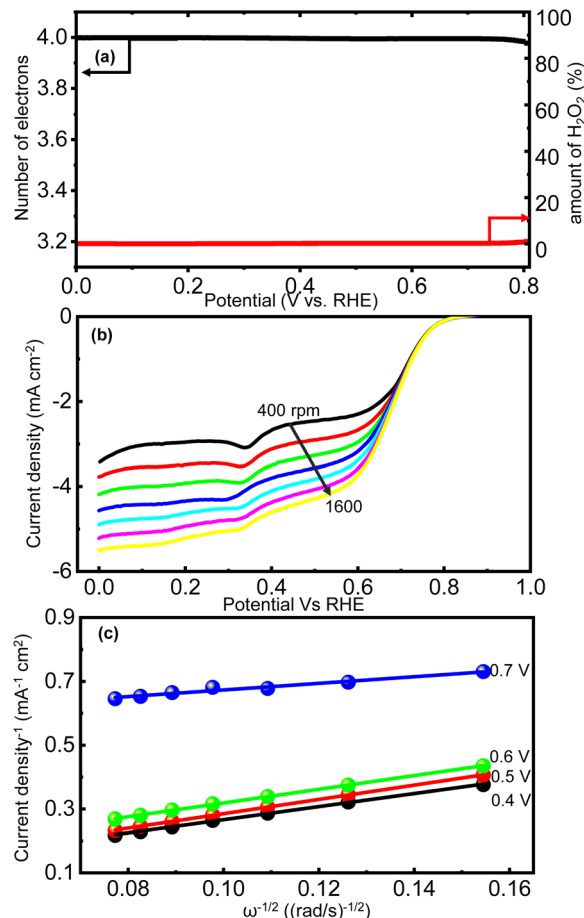 (a)
Number of electrons
4.0
3.8
3.6
3.4
3.2
100
80
60
40
20
0
amount of H₂O₂ (%)
0.0 0.2 0.4 0.6 0.8
Potential (V vs. RHE)
(b)
Current density (mA cm⁻²)
0
-2
-4
-6
400 rpm
1600
0.0 0.2 0.4 0.6 0.8 1.0
Potential Vs RHE
(c)
Current density⁻¹ (mA⁻¹ cm²)
0.9
0.7
0.5
0.3
0.1
0.7 V
0.6 V
0.5 V
0.4 V
0.08 0.10 0.12 0.14 0.16
ω⁻¹/² ((rad/s)⁻¹/²)